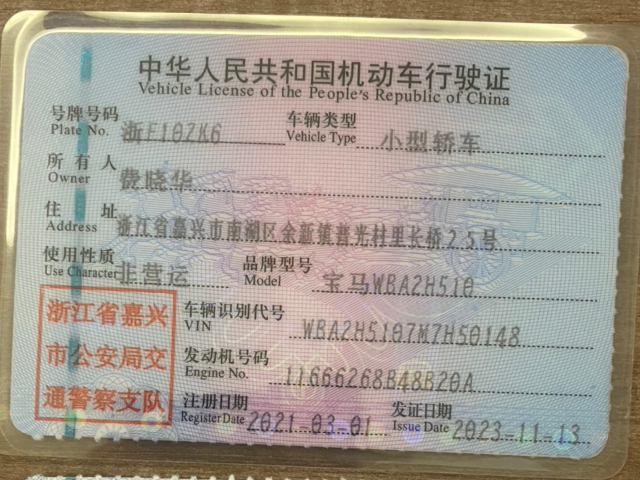 中华人民共和国机动车行驶证
Vehicle License of the People's Republic of China
号牌号码 浙F10ZK6 车辆类型 小型轿车
Plate No. Vehicle Type
所有人 费晓华
Owner
住址 浙江省嘉兴市南湖区余新镇普光村里长桥25号
Address
使用性质 非营运 品牌型号 宝马WBA2H510
Use Character Model
浙江省嘉兴
市公安局交
通警察支队
车辆识别代号 WBA2H5107M7H50148
VIN
发动机号码 11666268B48B20A
Engine No.
注册日期 2021-03-01 发证日期 2023-11-13
Register Date Issue Date